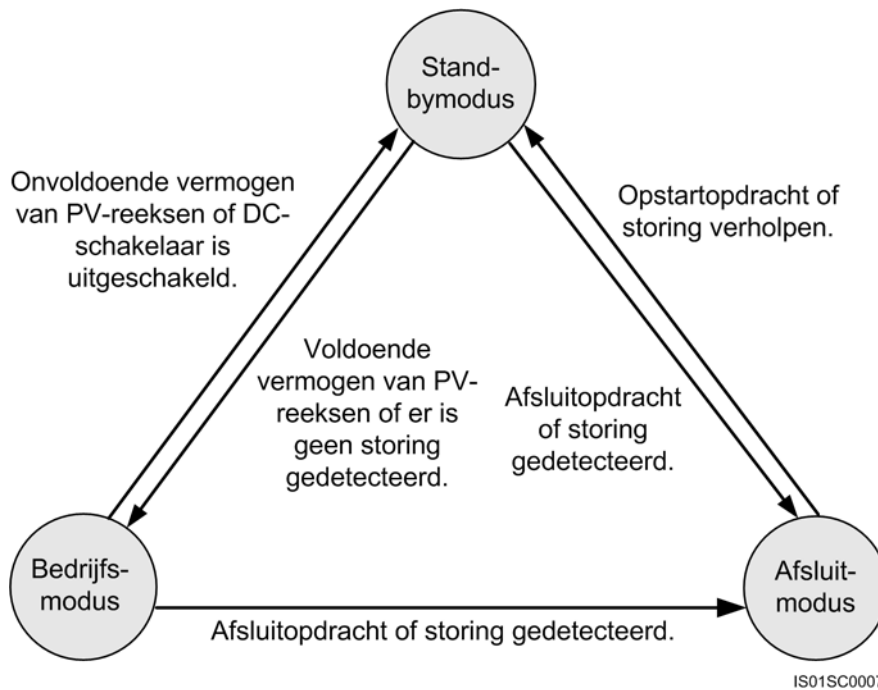 Stand-
bymodus
Onvoldoende vermogen
van PV-reeksen of DC-
schakelaar is
uitgeschakeld.
Opstartopdracht of
storing verholpen.
Voldoende
vermogen van PV-
reeksen of er is
geen storing
gedetecteerd.
Afsluitopdracht
of storing
gedetecteerd.
Bedrijfs-
modus
Afsluit-
modus
Afsluitopdracht of storing gedetecteerd.
IS01SC0007